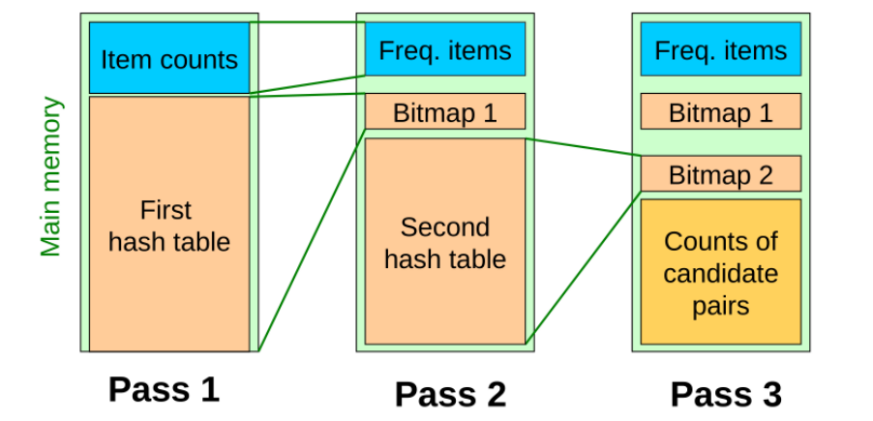 Main memory
Item counts
First
hash table
Pass 1
Freq. items
Bitmap 1
Second
hash table
Pass 2
Freq. items
Bitmap 1
Bitmap 2
Counts of
candidate
pairs
Pass 3